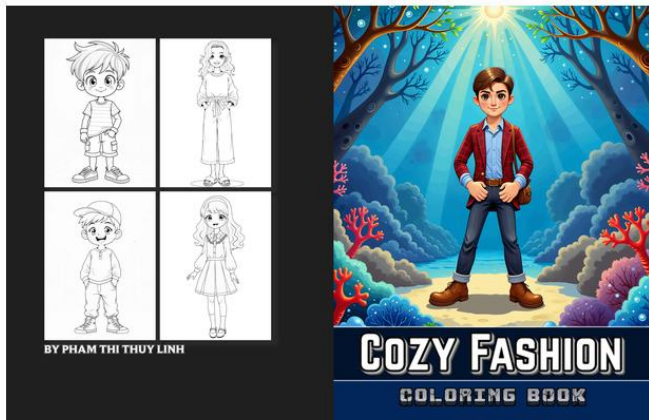 BY PHAM THI THUY LINH
COZY FASHION
COLORING BOOK